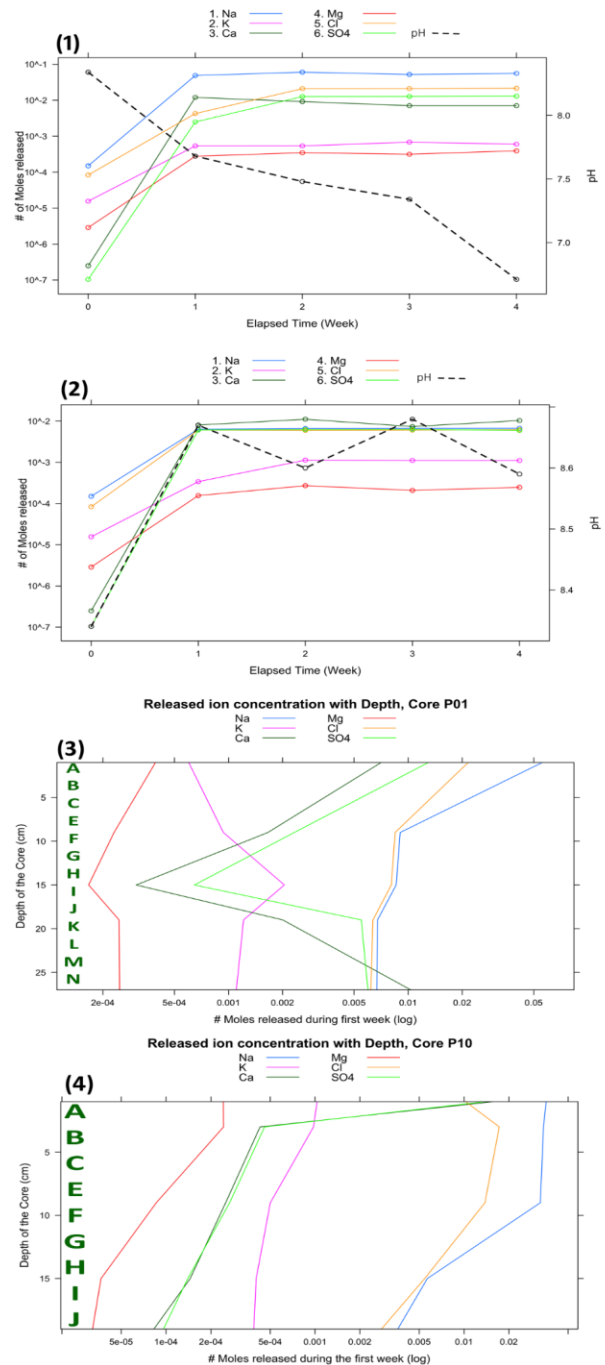 (1)
1. Na 4. Mg
2. K 5. Cl
3. Ca 6. SO4
pH
10^-1
10^-2
10^-3
10^-4
10^-5
10^-6
10^-7
# of Moles released
8.0
7.5
7.0
pH
0 1 2 3 4
Elapsed Time (Week)
(2)
1. Na 4. Mg
2. K 5. Cl
3. Ca 6. SO4
pH
10^-2
10^-3
10^-4
10^-5
10^-6
10^-7
# of Moles released
8.6
8.5
8.4
pH
0 1 2 3 4
Elapsed Time (Week)
Released ion concentration with Depth, Core P01
(3)
Na Mg
K Cl
Ca SO4
A
B
C
E
F
G
H
I
J
K
L
M
N
5
10
15
20
25
Depth of the Core (cm)
2e-04 5e-04 0.001 0.002 0.005 0.01 0.02 0.05
# Moles released during first week (log)
Released ion concentration with Depth, Core P10
(4)
Na Mg
K Cl
Ca SO4
A
B
C
E
F
G
H
I
J
5
10
15
Depth of the Core (cm)
5e-05 1e-04 2e-04 5e-04 0.001 0.005 0.02
# Moles released during the first week (log)